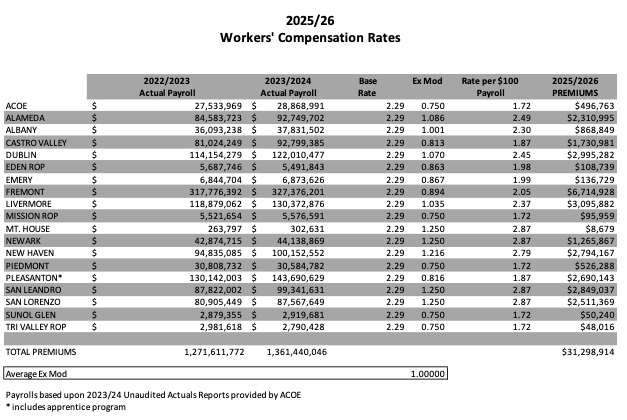 2025/26
Workers' Compensation Rates
2022/2023 2023/2024 Base Ex Mod Rate per $100 2025/2026
Actual Payroll Actual Payroll Rate Payroll PREMIUMS
ACOE $ 27,533,969 $ 28,868,991 2.29 0.750 1.72 $496,763
ALAMEDA $ 84,583,723 $ 92,749,702 2.29 1.086 2.49 $2,310,995
ALBANY $ 36,093,238 $ 37,831,502 2.29 1.001 2.30 $868,849
CASTRO VALLEY $ 81,024,249 $ 92,799,385 2.29 0.813 1.87 $1,730,981
DUBLIN $ 114,154,279 $ 122,010,477 2.29 1.070 2.45 $2,995,282
EDEN ROP $ 5,687,746 $ 5,491,843 2.29 0.863 1.98 $108,739
EMERY $ 6,844,704 $ 6,873,626 2.29 0.867 1.99 $136,729
FREMONT $ 317,776,392 $ 327,376,201 2.29 0.894 2.05 $6,714,928
LIVERMORE $ 118,879,062 $ 130,372,876 2.29 1.035 2.37 $3,095,882
MISSION ROP $ 5,521,654 $ 5,576,591 2.29 0.750 1.72 $95,959
MT. HOUSE $ 263,797 $ 302,631 2.29 1.250 2.87 $8,679
NEWARK $ 42,874,715 $ 44,138,869 2.29 1.250 2.87 $1,265,867
NEW HAVEN $ 94,835,085 $ 100,152,552 2.29 1.216 2.79 $2,794,167
PIEDMONT $ 30,808,732 $ 30,584,782 2.29 0.750 1.72 $526,288
PLEASANTON* $ 130,142,003 $ 143,690,629 2.29 0.816 1.87 $2,690,143
SAN LEANDRO $ 87,822,002 $ 99,341,631 2.29 1.250 2.87 $2,849,037
SAN LORENZO $ 80,905,449 $ 87,567,649 2.29 1.250 2.87 $2,511,369
SUNOL GLEN $ 2,879,355 $ 2,919,681 2.29 0.750 1.72 $50,240
TRI VALLEY ROP $ 2,981,618 $ 2,790,428 2.29 0.750 1.72 $48,016
TOTAL PREMIUMS 1,271,611,772 1,361,440,046 $31,298,914
Average Ex Mod 1.00000
Payrolls based upon 2023/24 Unaudited Actuals Reports provided by ACOE
* includes apprentice program